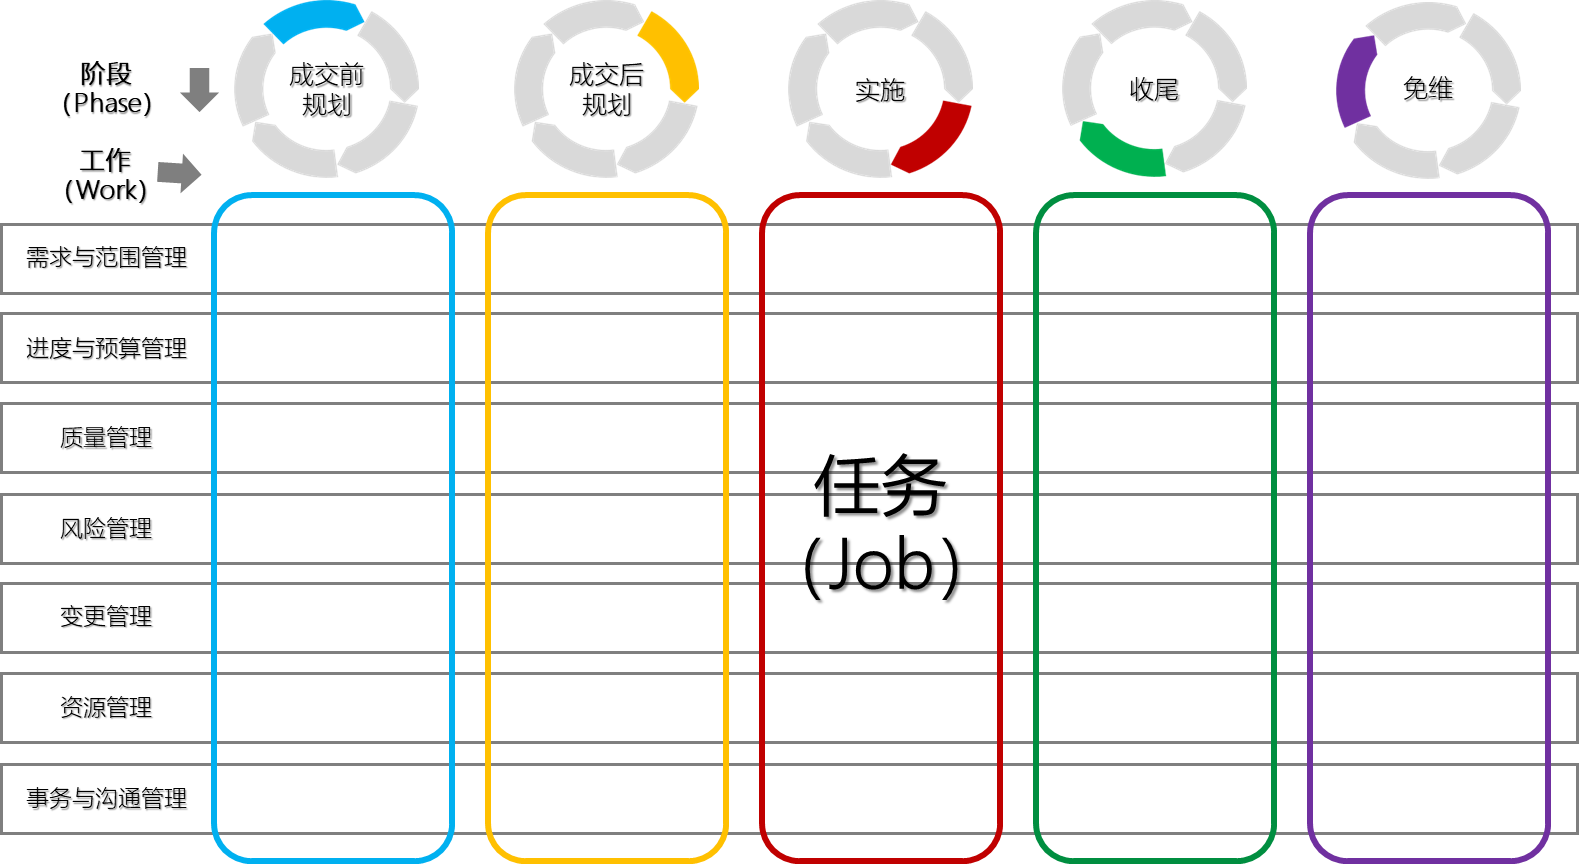 阶段
(Phase)
成交前
规划
成交后
规划
实施
收尾
免维
工作
(Work)
需求与范围管理
进度与预算管理
质量管理
风险管理
变更管理
资源管理
事务与沟通管理
任务
(Job)